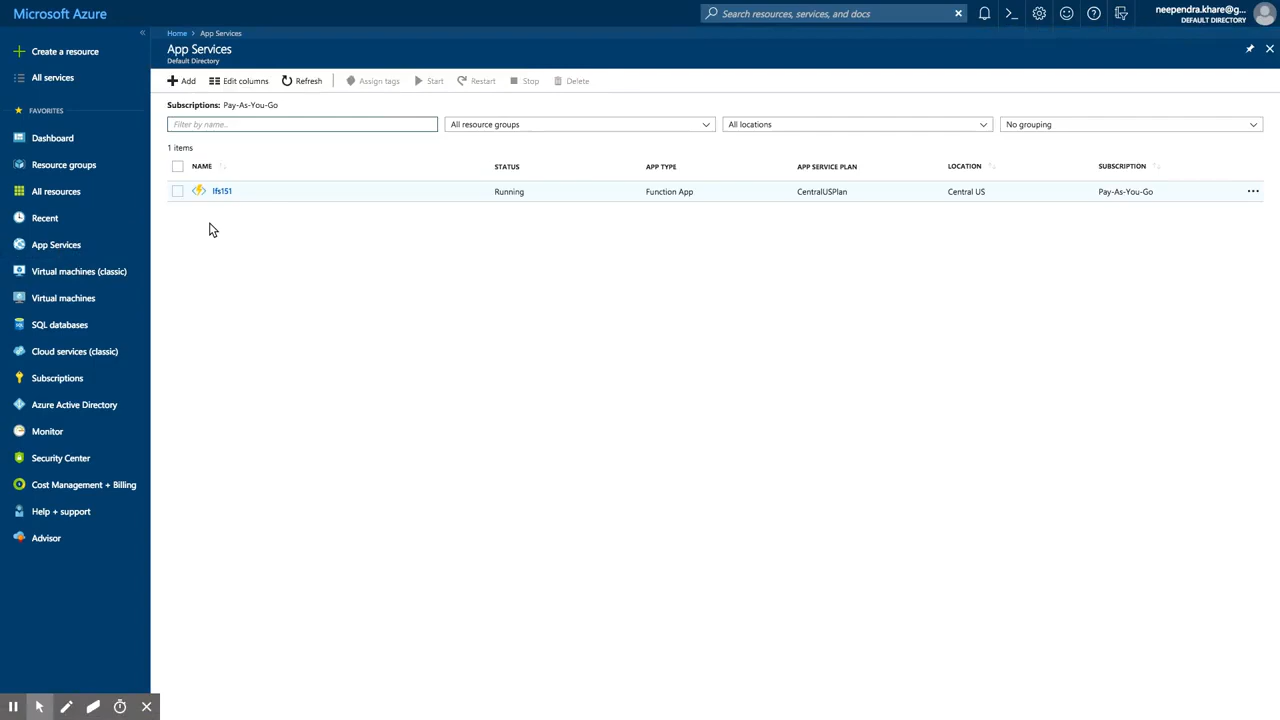 Microsoft Azure
Search resources, services, and docs
neependra.khare@g...
DEFAULT DIRECTORY
Create a resource
All services
FAVORITES
Dashboard
Resource groups
All resources
Recent
App Services
Virtual machines (classic)
Virtual machines
SQL databases
Cloud services (classic)
Subscriptions
Azure Active Directory
Monitor
Security Center
Cost Management + Billing
Help + support
Advisor
Home > App Services
App Services
Default Directory
Add Edit columns Refresh Assign tags Start Restart Stop Delete
Subscriptions: Pay-As-You-Go
Filter by name... All resource groups All locations No grouping
1 items
NAME STATUS APP TYPE APP SERVICE PLAN LOCATION SUBSCRIPTION
lfs151 Running Function App CentralUSPlan Central US Pay-As-You-Go